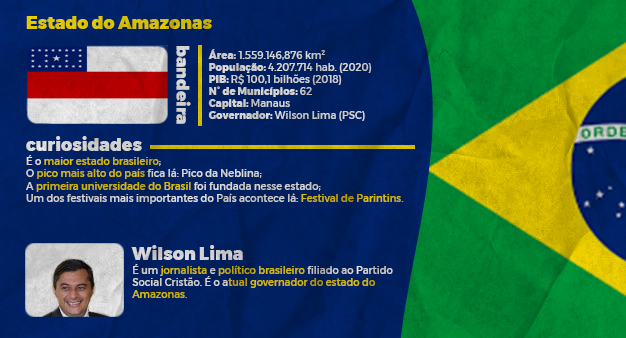 Estado do Amazonas
bandeira
Área: 1.559.146,876 km²
População: 4.207.714 hab. (2020)
PIB: R$ 100,1 bilhões (2018)
N° de Municípios: 62
Capital: Manaus
Governador: Wilson Lima (PSC)
curiosidades
É o maior estado brasileiro;
O pico mais alto do país fica lá: Pico da Neblina;
A primeira universidade do Brasil foi fundada nesse estado;
Um dos festivais mais importantes do País acontece lá: Festival de Parintins.
Wilson Lima
É um jornalista e político brasileiro filiado ao Partido
Social Cristão. É o atual governador do estado do
Amazonas.
ORDE